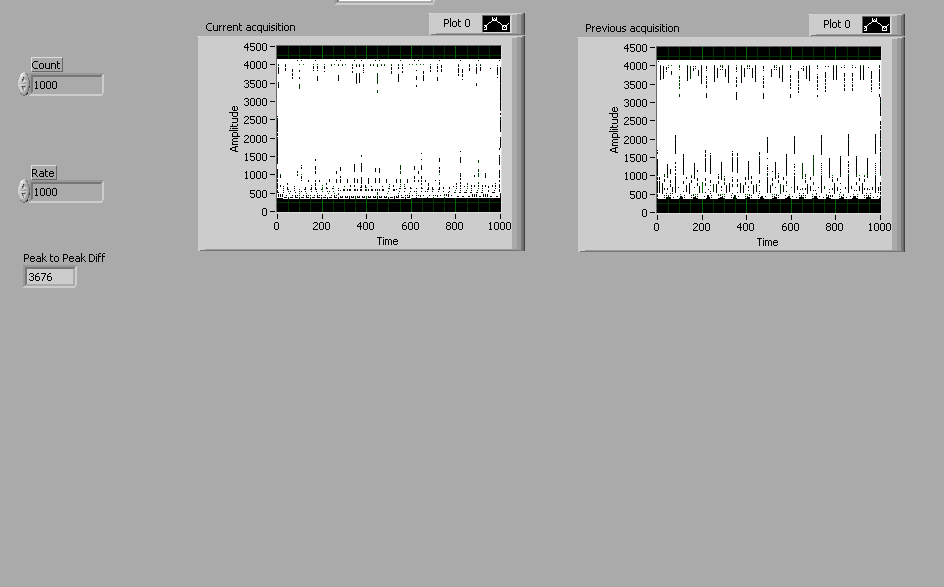 Count
1000
Rate
1000
Peak to Peak Diff
3676
Current acquisition
Plot 0
Amplitude
4500
4000
3500
3000
2500
2000
1500
1000
500
0
0 200 400 600 800 1000
Time
Previous acquisition
Plot 0
Amplitude
4500
4000
3500
3000
2500
2000
1500
1000
500
0
0 200 400 600 800 1000
Time